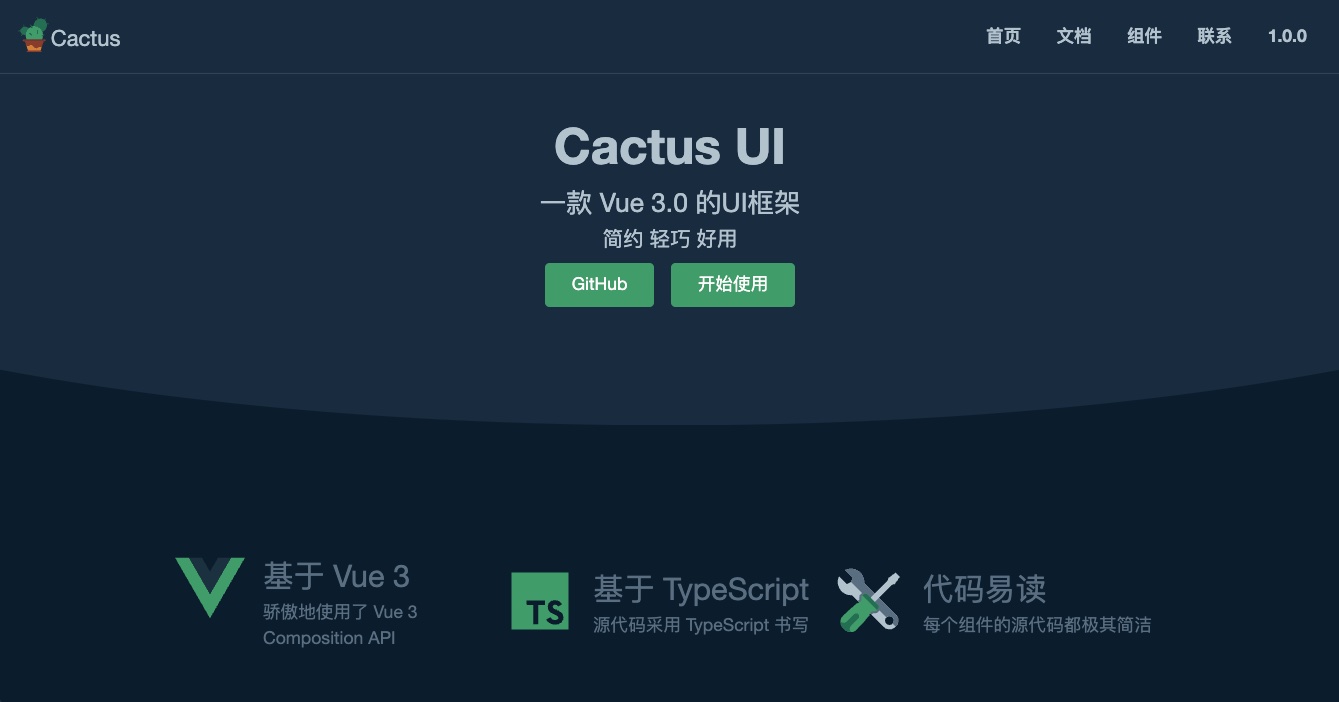 Cactus
首页 文档 组件 联系 1.0.0
Cactus UI
一款 Vue 3.0 的UI框架
简约 轻巧 好用
GitHub 开始使用
基于 Vue 3
骄傲地使用了 Vue 3
Composition API
TS
基于 TypeScript
源代码采用 TypeScript 书写
代码易读
每个组件的源代码都极其简洁